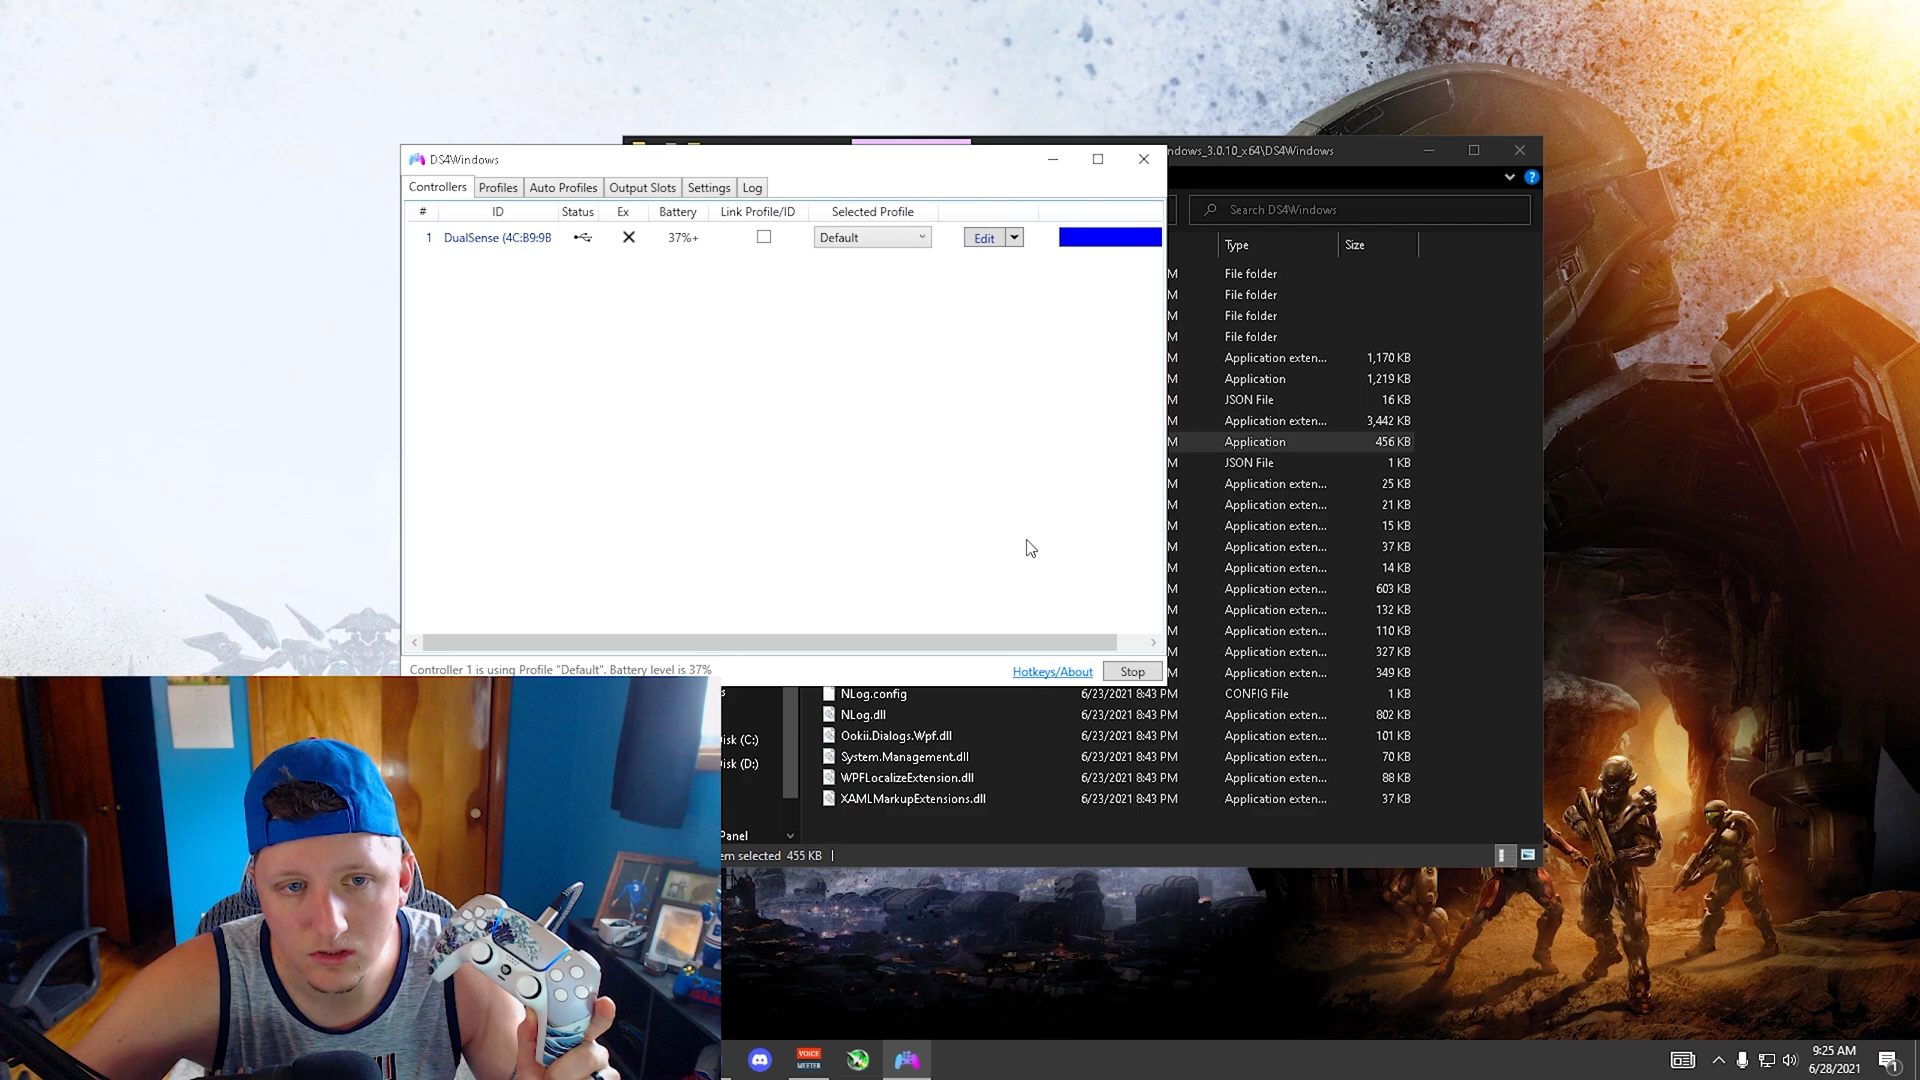 DS4Windows
ndows_3.0.10_x64\DS4Windows
Controllers Profiles Auto Profiles Output Slots Settings Log
# ID Status Ex Battery Link Profile/ID Selected Profile
1 DualSense (4C:B9:9B 37%+ Default Edit
Controller 1 is using Profile "Default". Battery level is 37%
Hotkeys/About Stop
Search DS4Windows
Type Size
M File folder
M File folder
M File folder
M File folder
M Application exten... 1,170 KB
M Application 1,219 KB
M JSON File 16 KB
M Application exten... 3,442 KB
M Application 456 KB
M JSON File 1 KB
M Application exten... 25 KB
M Application exten... 21 KB
M Application exten... 15 KB
M Application exten... 37 KB
M Application exten... 14 KB
M Application exten... 603 KB
M Application exten... 132 KB
M Application exten... 110 KB
M Application exten... 327 KB
M Application exten... 349 KB
NLog.config 6/23/2021 8:43 PM CONFIG File 1 KB
NLog.dll 6/23/2021 8:43 PM Application exten... 802 KB
Ookii.Dialogs.Wpf.dll 6/23/2021 8:43 PM Application exten... 101 KB
System.Management.dll 6/23/2021 8:43 PM Application exten... 70 KB
WPFLocalizeExtension.dll 6/23/2021 8:43 PM Application exten... 88 KB
XAMLMarkupExtensions.dll 6/23/2021 8:43 PM Application exten... 37 KB
isk (C:)
isk (D:)
Panel
em selected 455 KB
VOICE
MEETER
9:25 AM
6/28/2021
1